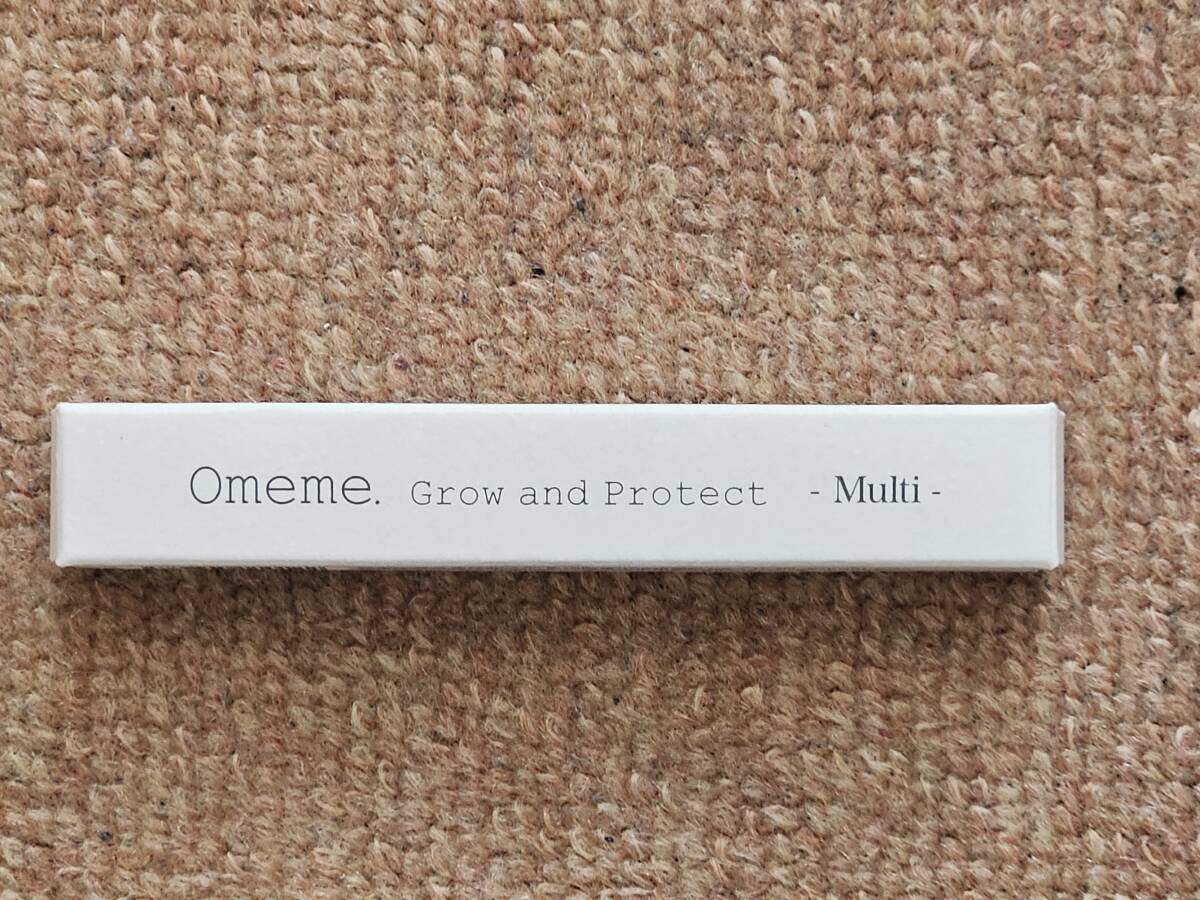 Omeme. Grow and Protect - Multi -